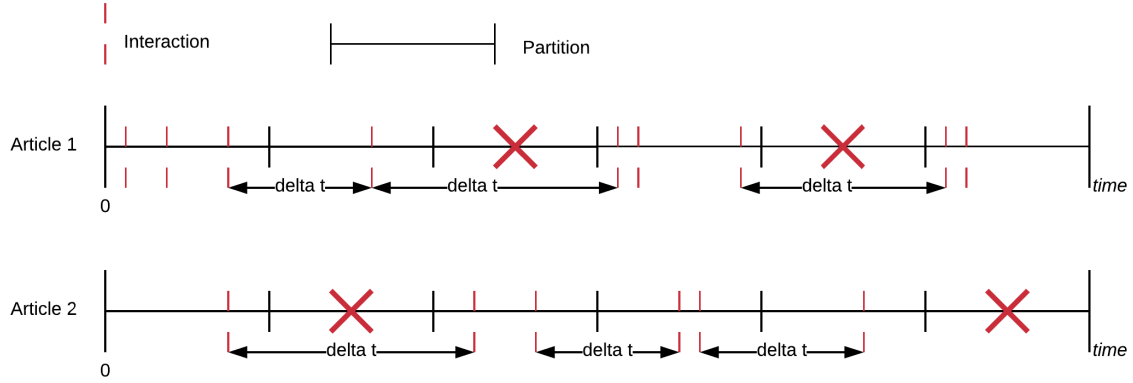 Interaction
Partition
Article 1
delta t
delta t
delta t
time
0
Article 2
delta t
delta t
delta t
time
0